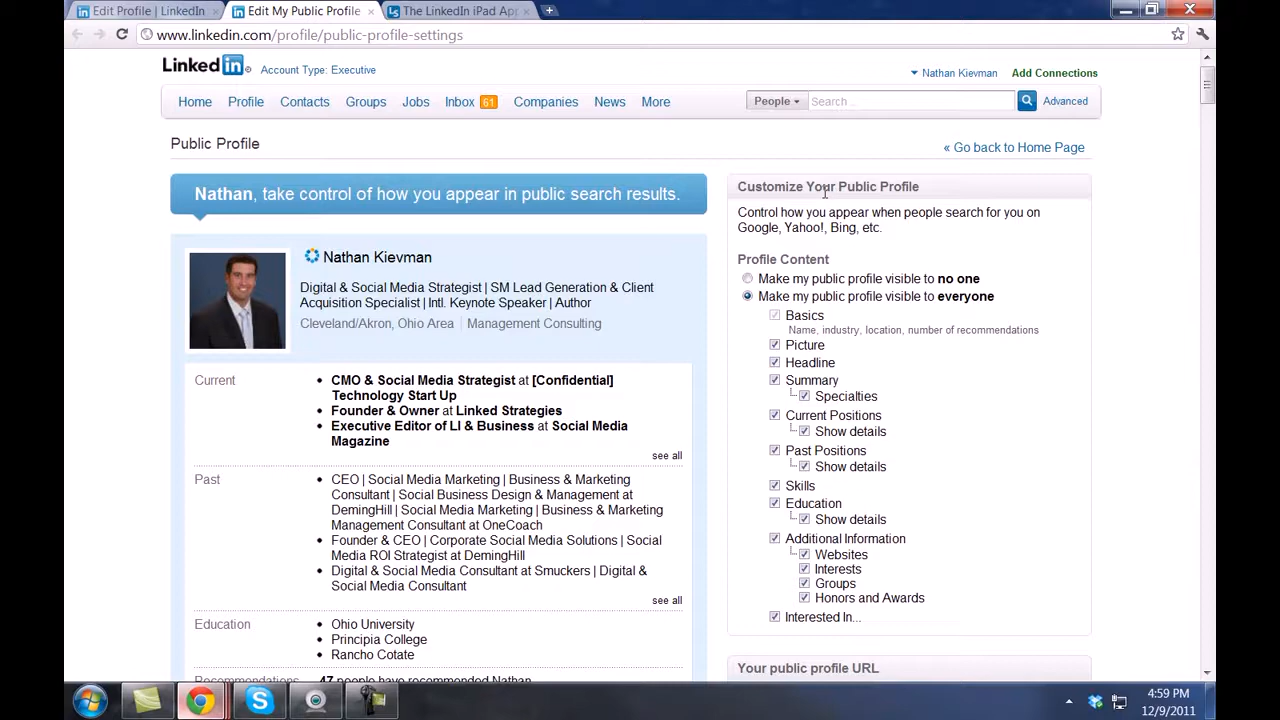 Edit Profile | LinkedIn
Edit My Public Profile
The LinkedIn iPad Ap
www.linkedin.com/profile/public-profile-settings
Linked in
Account Type: Executive
Nathan Kievman
Add Connections
Home
Profile
Contacts
Groups
Jobs
Inbox 61
Companies
News
More
People
Search...
Advanced
Public Profile
« Go back to Home Page
Nathan, take control of how you appear in public search results.
Nathan Kievman
Digital & Social Media Strategist | SM Lead Generation & Client
Acquisition Specialist | Intl. Keynote Speaker | Author
Cleveland/Akron, Ohio Area | Management Consulting
Current
• CMO & Social Media Strategist at [Confidential]
Technology Start Up
• Founder & Owner at Linked Strategies
• Executive Editor of LI & Business at Social Media
Magazine
see all
Past
• CEO | Social Media Marketing | Business & Marketing
Consultant | Social Business Design & Management at
DemingHill | Social Media Marketing | Business & Marketing
Management Consultant at OneCoach
• Founder & CEO | Corporate Social Media Solutions | Social
Media ROI Strategist at DemingHill
• Digital & Social Media Consultant at Smuckers | Digital &
Social Media Consultant
see all
Education
• Ohio University
• Principia College
• Rancho Cotate
Recommendations
47 people have recommended Nathan
Customize Your Public Profile
Control how you appear when people search for you on
Google, Yahoo!, Bing, etc.
Profile Content
Make my public profile visible to no one
Make my public profile visible to everyone
Basics
Name, industry, location, number of recommendations
Picture
Headline
Summary
Specialties
Current Positions
Show details
Past Positions
Show details
Skills
Education
Show details
Additional Information
Websites
Interests
Groups
Honors and Awards
Interested In...
Your public profile URL
4:59 PM
12/9/2011